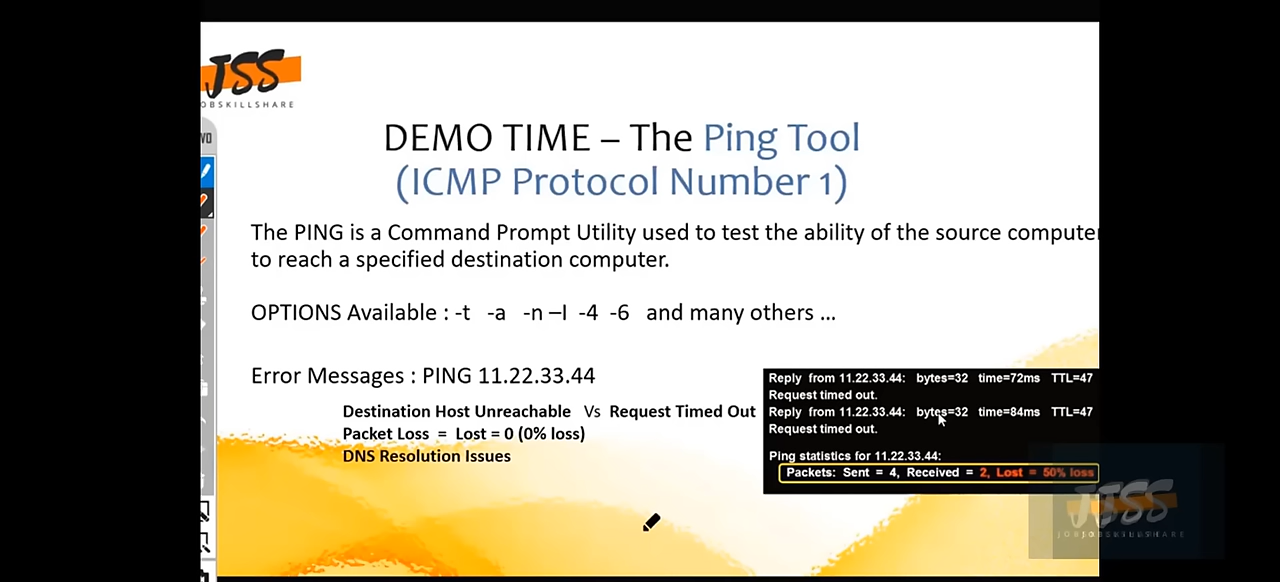 JSS
OBSKILLSHARE
VO
DEMO TIME – The Ping Tool
(ICMP Protocol Number 1)
The PING is a Command Prompt Utility used to test the ability of the source computer
to reach a specified destination computer.
OPTIONS Available : -t -a -n –I -4 -6 and many others ...
Error Messages : PING 11.22.33.44
Destination Host Unreachable Vs Request Timed Out
Packet Loss = Lost = 0 (0% loss)
DNS Resolution Issues
Reply from 11.22.33.44: bytes=32 time=72ms TTL=47
Request timed out.
Reply from 11.22.33.44: bytes=32 time=84ms TTL=47
Request timed out.
Ping statistics for 11.22.33.44:
Packets: Sent = 4, Received = 2, Lost = 50% loss